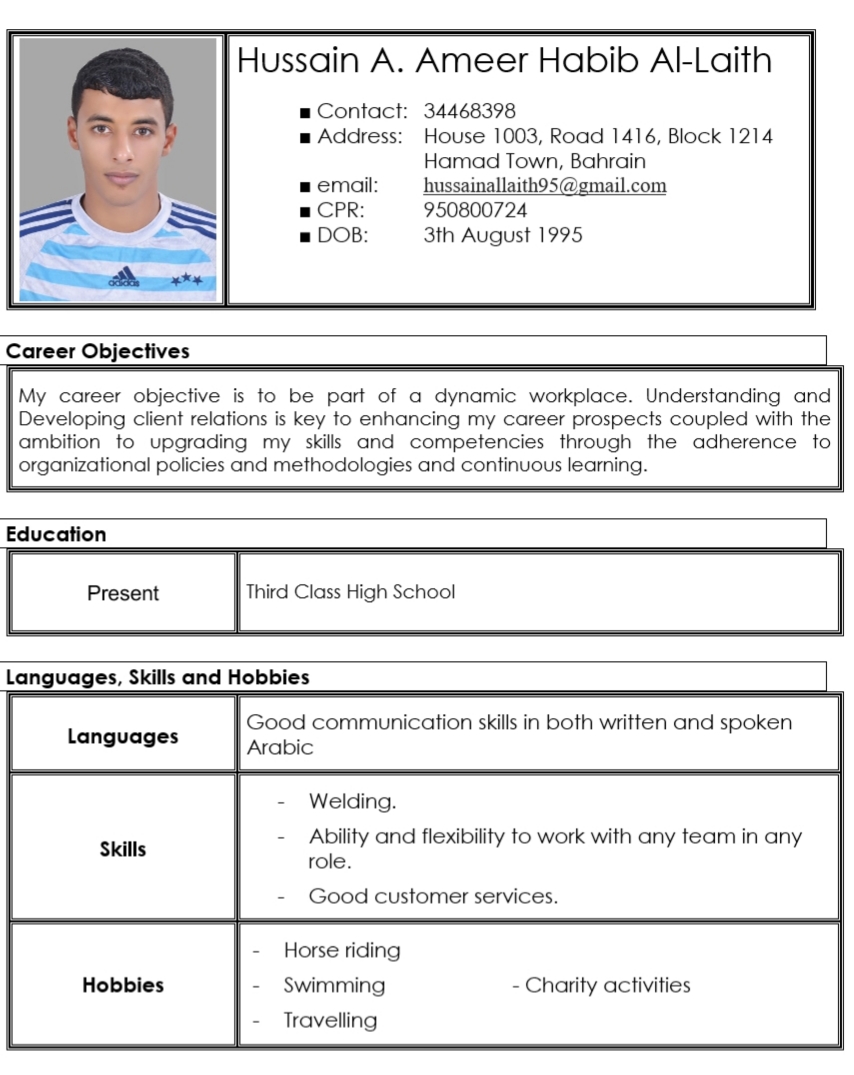 Hussain A. Ameer Habib Al-Laith
■ Contact: 34468398
■ Address: House 1003, Road 1416, Block 1214
Hamad Town, Bahrain
■ email: hussainallaith95@gmail.com
■ CPR: 950800724
■ DOB: 3th August 1995
adidas
Career Objectives
My career objective is to be part of a dynamic workplace. Understanding and
Developing client relations is key to enhancing my career prospects coupled with the
ambition to upgrading my skills and competencies through the adherence to
organizational policies and methodologies and continuous learning.
Education
Present Third Class High School
Languages, Skills and Hobbies
Languages
Good communication skills in both written and spoken
Arabic
Skills
- Welding.
- Ability and flexibility to work with any team in any
role.
- Good customer services.
Hobbies
- Horse riding
- Swimming - Charity activities
- Travelling